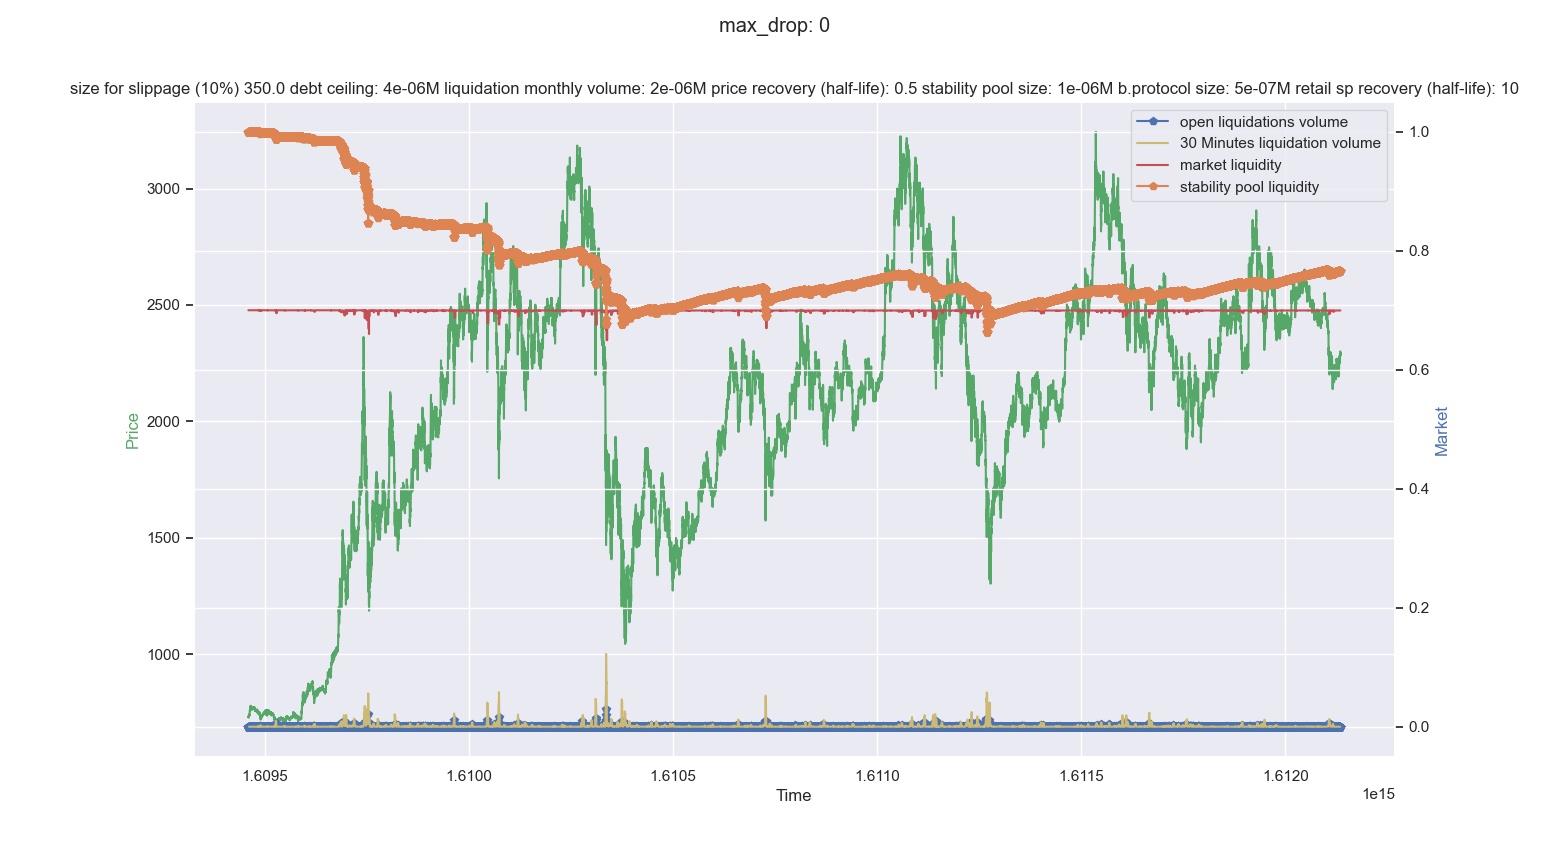 max_drop: 0
size for slippage (10%) 350.0 debt ceiling: 4e-06M liquidation monthly volume: 2e-06M price recovery (half-life): 0.5 stability pool size: 1e-06M b.protocol size: 5e-07M retail sp recovery (half-life): 10
open liquidations volume
30 Minutes liquidation volume
market liquidity
stability pool liquidity
3000
2500
2000
1500
1000
Price
1.0
0.8
0.6
0.4
0.2
0.0
Market
1.6095 1.6100 1.6105 1.6110 1.6115 1.6120
1e15
Time